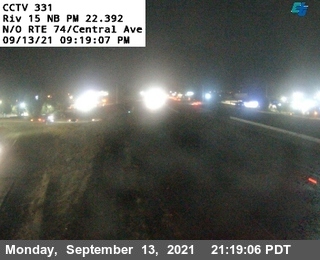 CCTV 331
Riv 15 NB PM 22.392
N/O RTE 74/Central Ave
09/13/21 09:19:07 PM
Monday, September 13, 2021 21:19:06 PDT